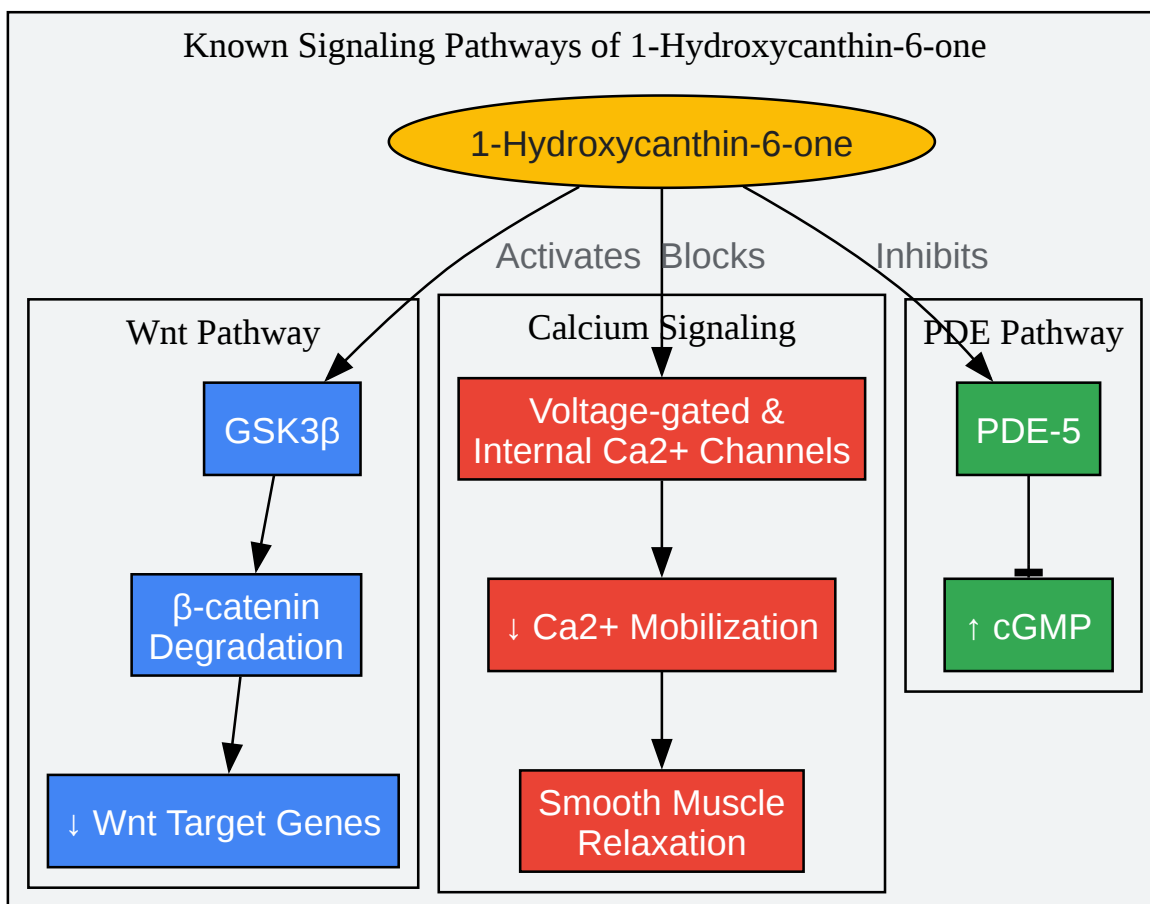 Known Signaling Pathways of 1-Hydroxycanthin-6-one
1-Hydroxycanthin-6-one
Activates
Blocks
Inhibits
Wnt Pathway
GSK3β
β-catenin
Degradation
↓ Wnt Target Genes
Calcium Signaling
Voltage-gated &
Internal Ca2+ Channels
↓ Ca2+ Mobilization
Smooth Muscle
Relaxation
PDE Pathway
PDE-5
↑ cGMP